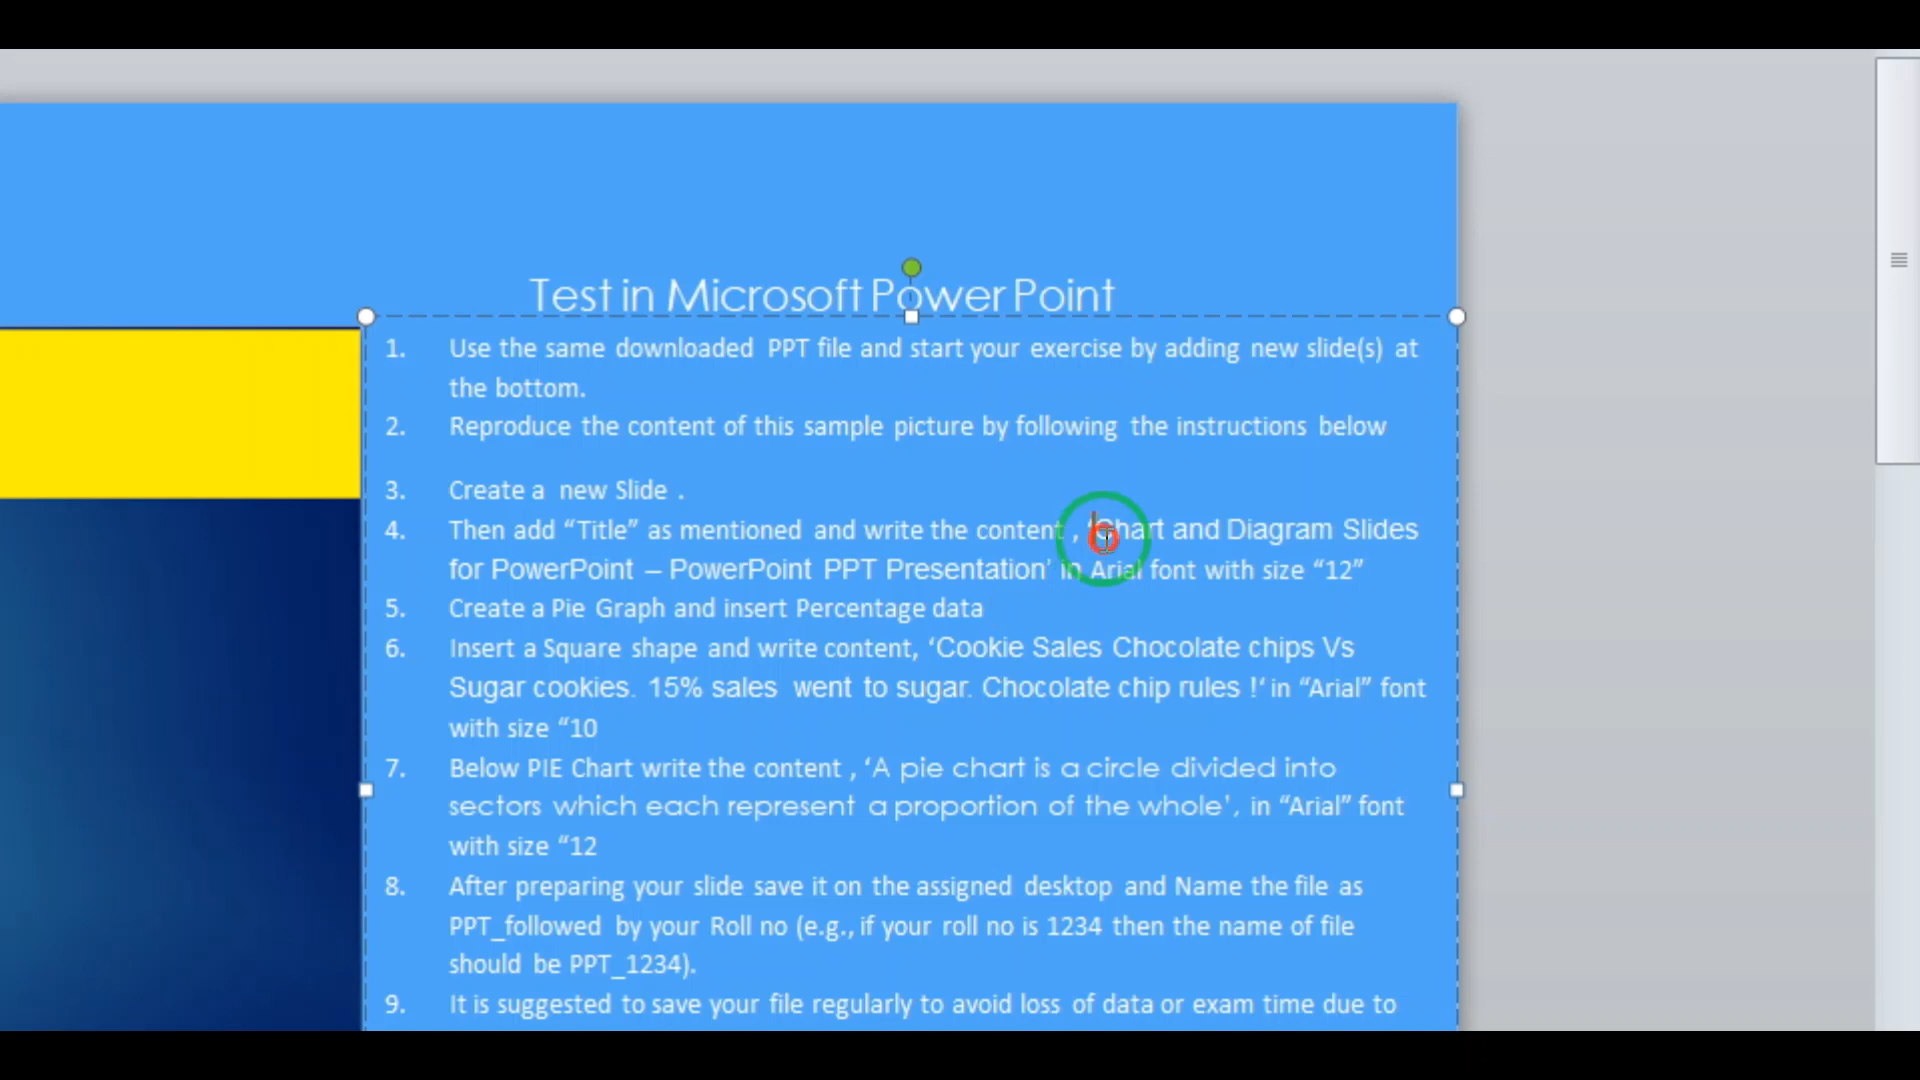 Test in Microsoft Power Point
1. Use the same downloaded PPT file and start your exercise by adding new slide(s) at
the bottom.
2. Reproduce the content of this sample picture by following the instructions below
3. Create a new Slide .
4. Then add “Title” as mentioned and write the content , ‘Chart and Diagram Slides
for PowerPoint – PowerPoint PPT Presentation’ in Arial font with size “12”
5. Create a Pie Graph and insert Percentage data
6. Insert a Square shape and write content, ‘Cookie Sales Chocolate chips Vs
Sugar cookies. 15% sales went to sugar. Chocolate chip rules !‘ in “Arial” font
with size “10
7. Below PIE Chart write the content , ‘A pie chart is a circle divided into
sectors which each represent a proportion of the whole’, in “Arial” font
with size “12
8. After preparing your slide save it on the assigned desktop and Name the file as
PPT_followed by your Roll no (e.g., if your roll no is 1234 then the name of file
should be PPT_1234).
9. It is suggested to save your file regularly to avoid loss of data or exam time due to